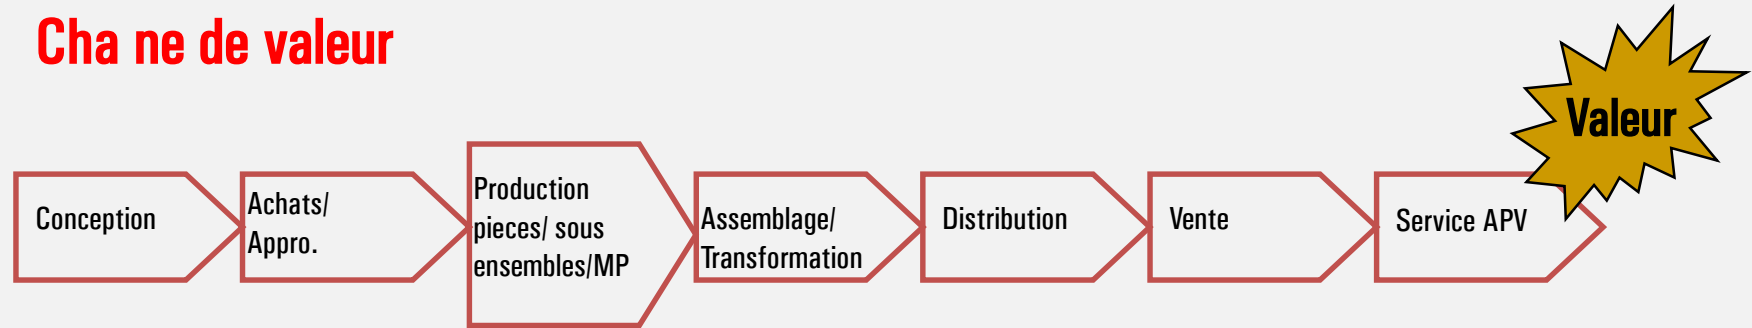 Cha ne de valeur
Valeur
Conception
Achats/
Appro.
Production
pieces/ sous
ensembles/MP
Assemblage/
Transformation
Distribution
Vente
Service APV